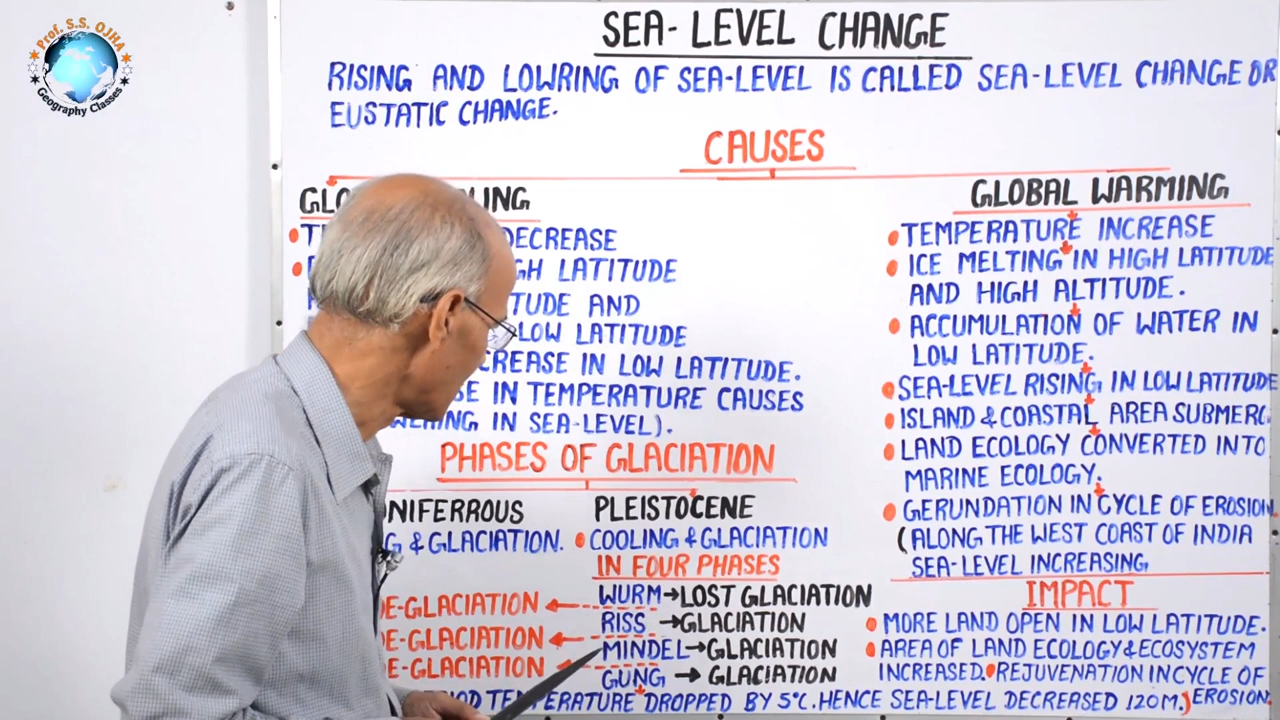 Prof. S.S. OJHA
Geography Classes
SEA-LEVEL CHANGE
RISING AND LOWRING OF SEA-LEVEL IS CALLED SEA-LEVEL CHANGE OR
EUSTATIC CHANGE.
CAUSES
GLOBAL WARMING
DECREASE
LATITUDE
AND
LOW LATITUDE
IN LOW LATITUDE.
IN TEMPERATURE CAUSES
IN SEA-LEVEL).
TEMPERATURE INCREASE
ICE MELTING IN HIGH LATITUDE
AND HIGH ALTITUDE.
ACCUMULATION OF WATER IN
LOW LATITUDE.
SEA-LEVEL RISING IN LOW LATITUDE
ISLAND & COASTAL AREA SUBMERG
LAND ECOLOGY CONVERTED INTO
MARINE ECOLOGY.
GERUNDATION IN CYCLE OF EROSION
(ALONG THE WEST COAST OF INDIA
SEA-LEVEL INCREASING
PHASES OF GLACIATION
NIFERROUS
& GLACIATION.
PLEISTOCENE
COOLING & GLACIATION
IN FOUR PHASES
WURM→LOST GLACIATION
E-GLACIATION
RISS →GLACIATION
E-GLACIATION
MINDEL→GLACIATION
E-GLACIATION
GUNG → GLACIATION
TEMPERATURE DROPPED BY 5°C. HENCE SEA-LEVEL DECREASED 120M.)
IMPACT
MORE LAND OPEN IN LOW LATITUDE.
AREA OF LAND ECOLOGY & ECOSYSTEM
INCREASED. REJUVENATION IN CYCLE OF
EROSION.